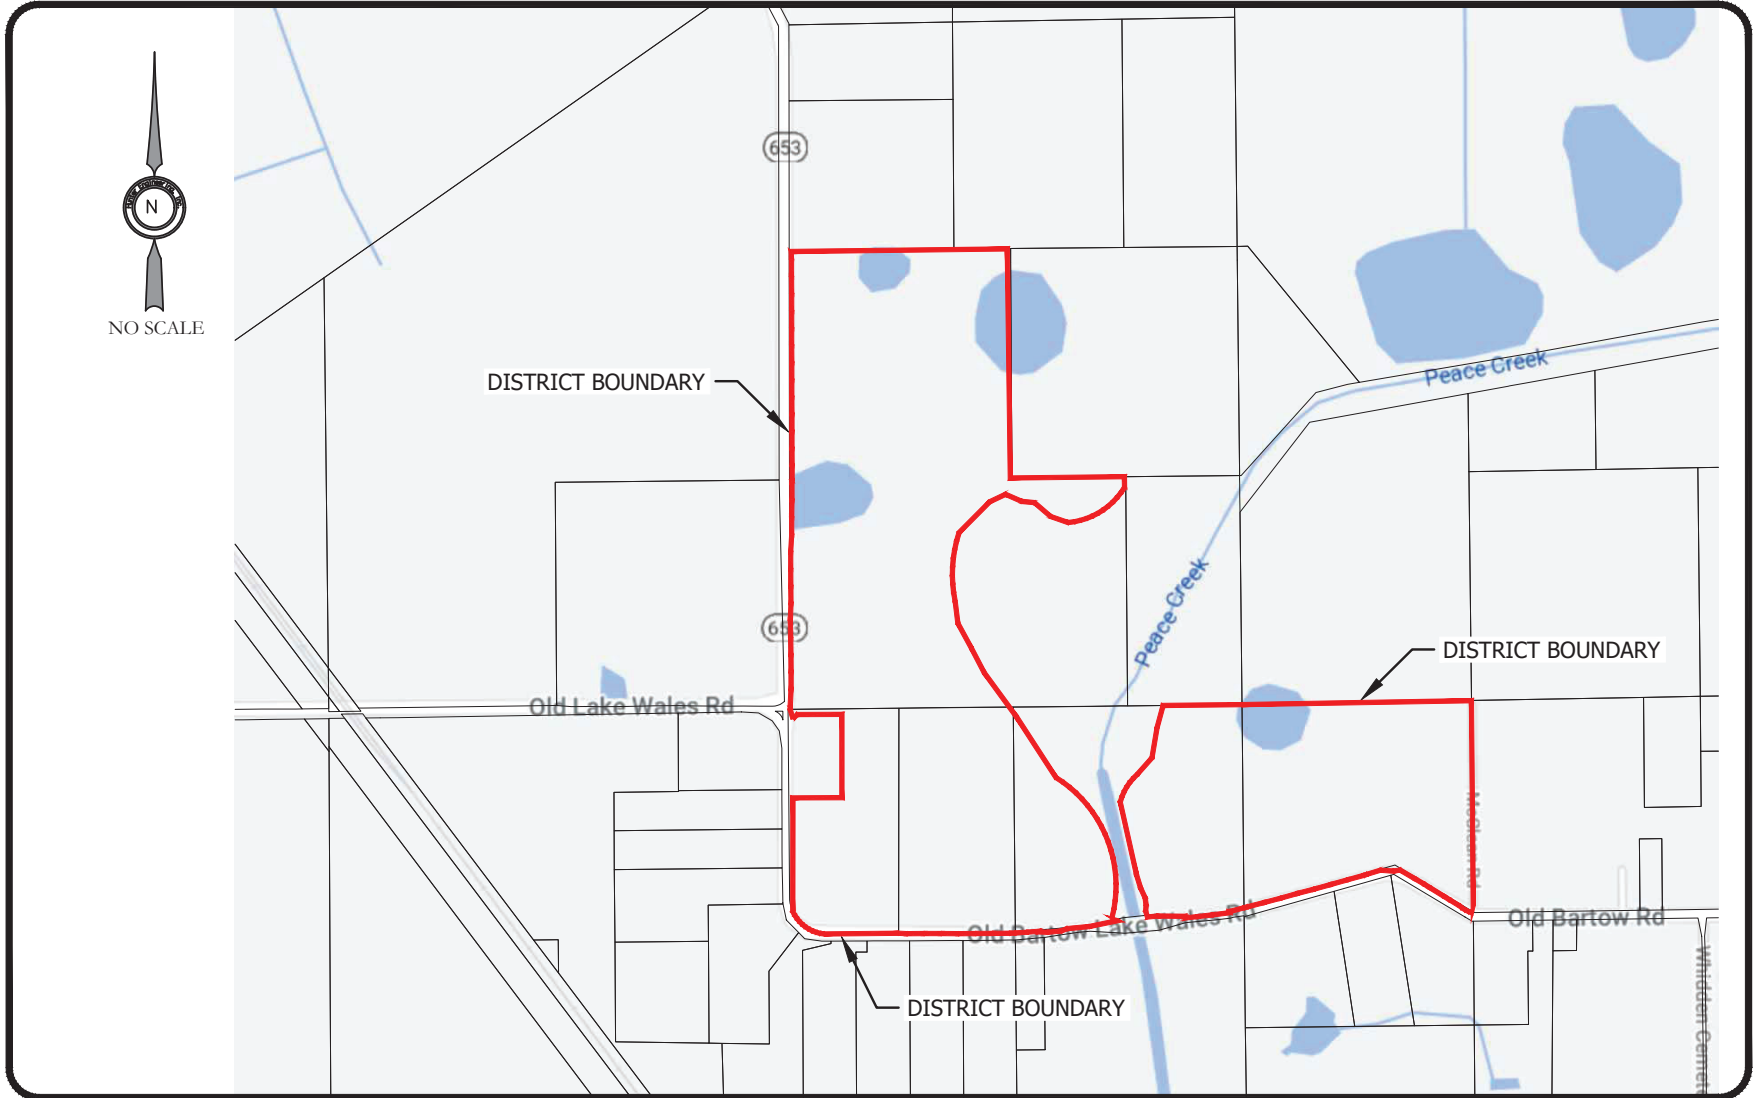 653
N
NO SCALE
Peace Creek
DISTRICT BOUNDARY
Peace Creek
653
DISTRICT BOUNDARY
Old Lake Wales Rd
Old Bartow Lake Wales Rd
Old Bartow Rd
DISTRICT BOUNDARY